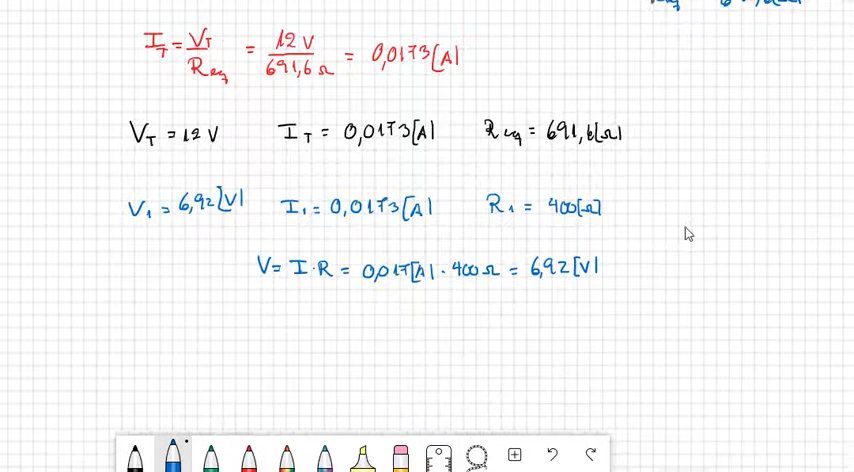 I_T = V_T / R_eq = 12 V / 691,6 Ω = 0,0173 [A]
V_T = 12 V I_T = 0,0173 [A] R_eq = 691,6 [Ω]
V_1 = 6,92 [V] I_1 = 0,0173 [A] R_1 = 400 [Ω]
V = I · R = 0,017 [A] · 400 Ω = 6,92 [V]